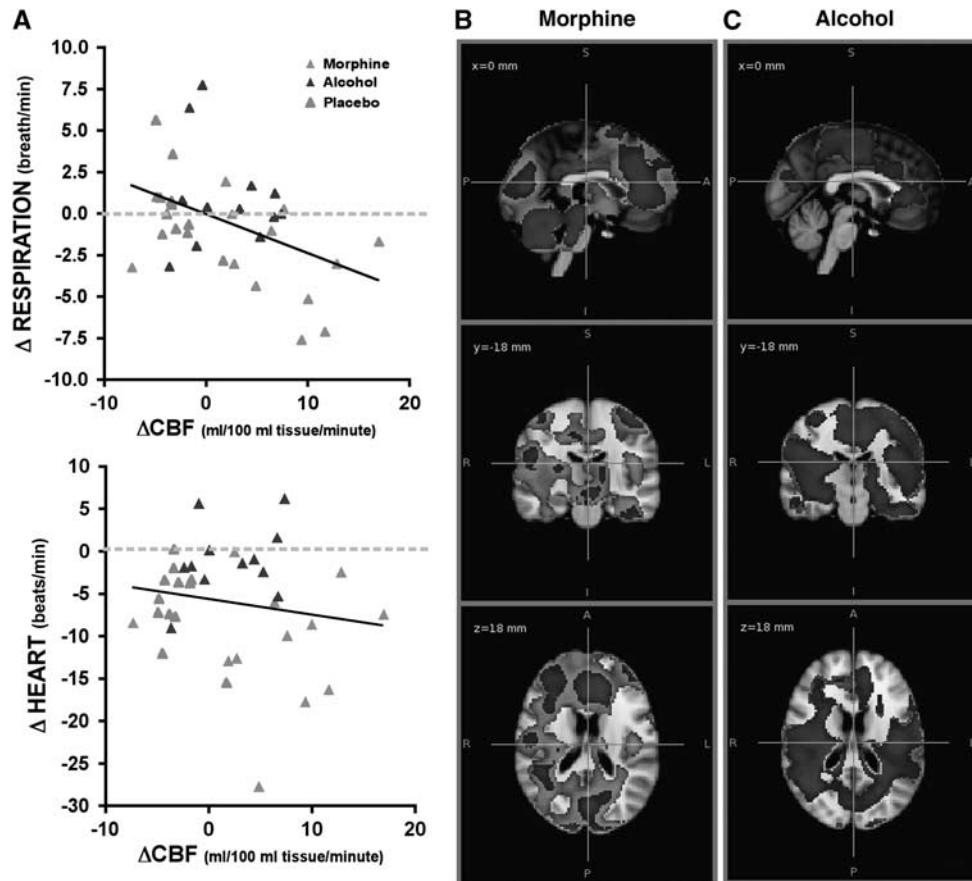 A
10.0
7.5
5.0
2.5
0.0
-2.5
-5.0
-7.5
-10.0
Δ RESPIRATION (breath/min)
Morphine
Alcohol
Placebo
-10 0 10 20
ΔCBF (ml/100 ml tissue/minute)
10
5
0
-5
-10
-15
-20
-25
-30
Δ HEART (beats/min)
-10 0 10 20
ΔCBF (ml/100 ml tissue/minute)
B Morphine
x=0 mm
S
P A
I
y=-18 mm
S
R L
I
z=18 mm
A
R L
P
C Alcohol
x=0 mm
S
P A
I
y=-18 mm
S
R
I
z=18 mm
A
R
P